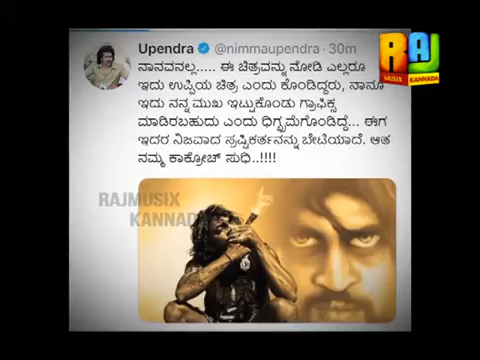 Upendra @nimmaupendra · 30m
ನಾನವನಲ್ಲ..... ಈ ಚಿತ್ರವನ್ನು ನೋಡಿ ಎಲ್ಲರೂ
ಇದು ಉಪ್ಪಿಯ ಚಿತ್ರ ಎಂದು ಕೊಂಡಿದ್ದರು, ನಾನೂ
ಇದು ನನ್ನ ಮುಖ ಇಟ್ಟುಕೊಂಡು ಗ್ರಾಫಿಕ್ಸ
ಮಾಡಿರಬಹುದು ಎಂದು ಧಿಗ್ಭ್ರಮೆಗೊಂಡಿದ್ದೆ... ಈಗ
ಇದರ ನಿಜವಾದ ಸ್ರಷ್ಟಿಕರ್ತನನ್ನು ಬೇಟಿಯಾದೆ. ಆತ
ನಮ್ಮ ಕಾಕ್ರೋಚ್ ಸುಧಿ..!!!!
RAJ
MUSIX KANNADA
RAJMUSIX
KANNADA